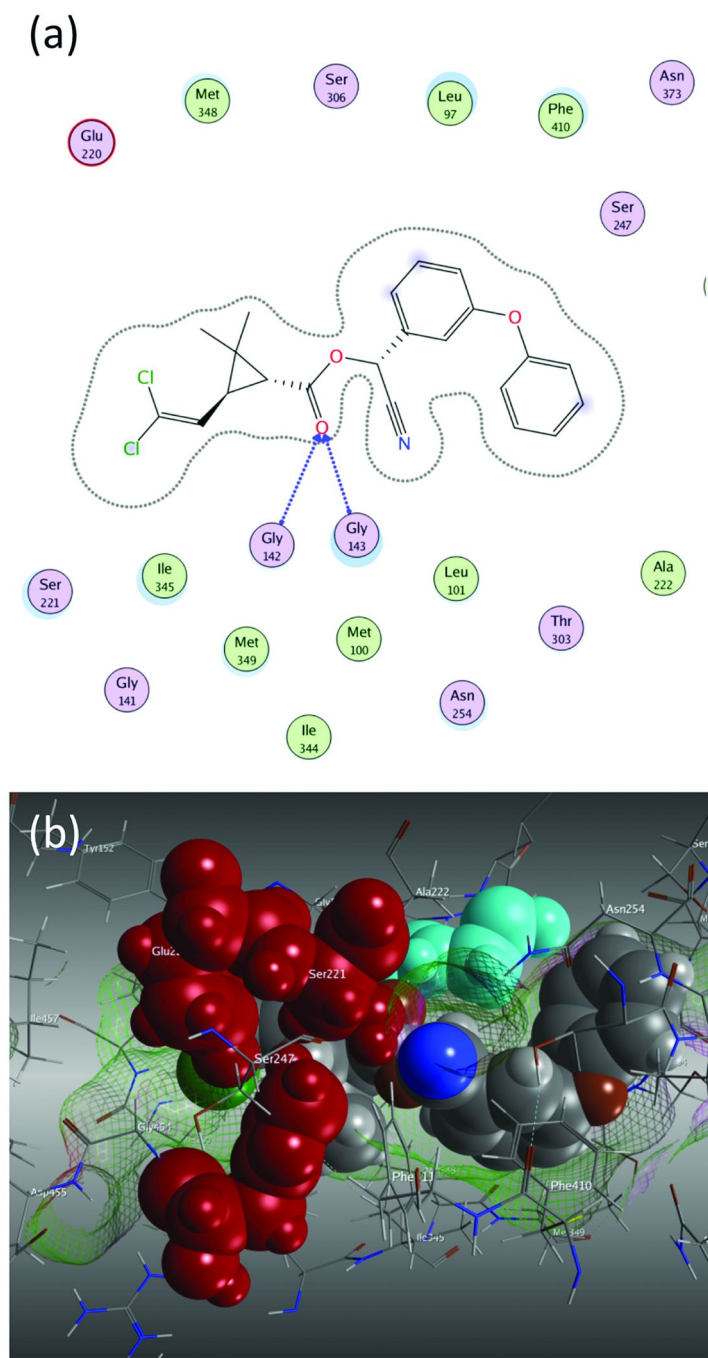 (a)
Met
348
Ser
306
Leu
97
Phe
410
Asn
373
Glu
220
Ser
247
O
O
Cl
Cl
O
N
Gly
142
Gly
143
Ser
221
Ile
345
Leu
101
Ala
222
Met
349
Met
100
Thr
303
Gly
141
Asn
254
Ile
344
(b)
Tyr152
Ala222
Asn254
Ser221
Ile457
Ser247
Asp455
Phe410
Ile345